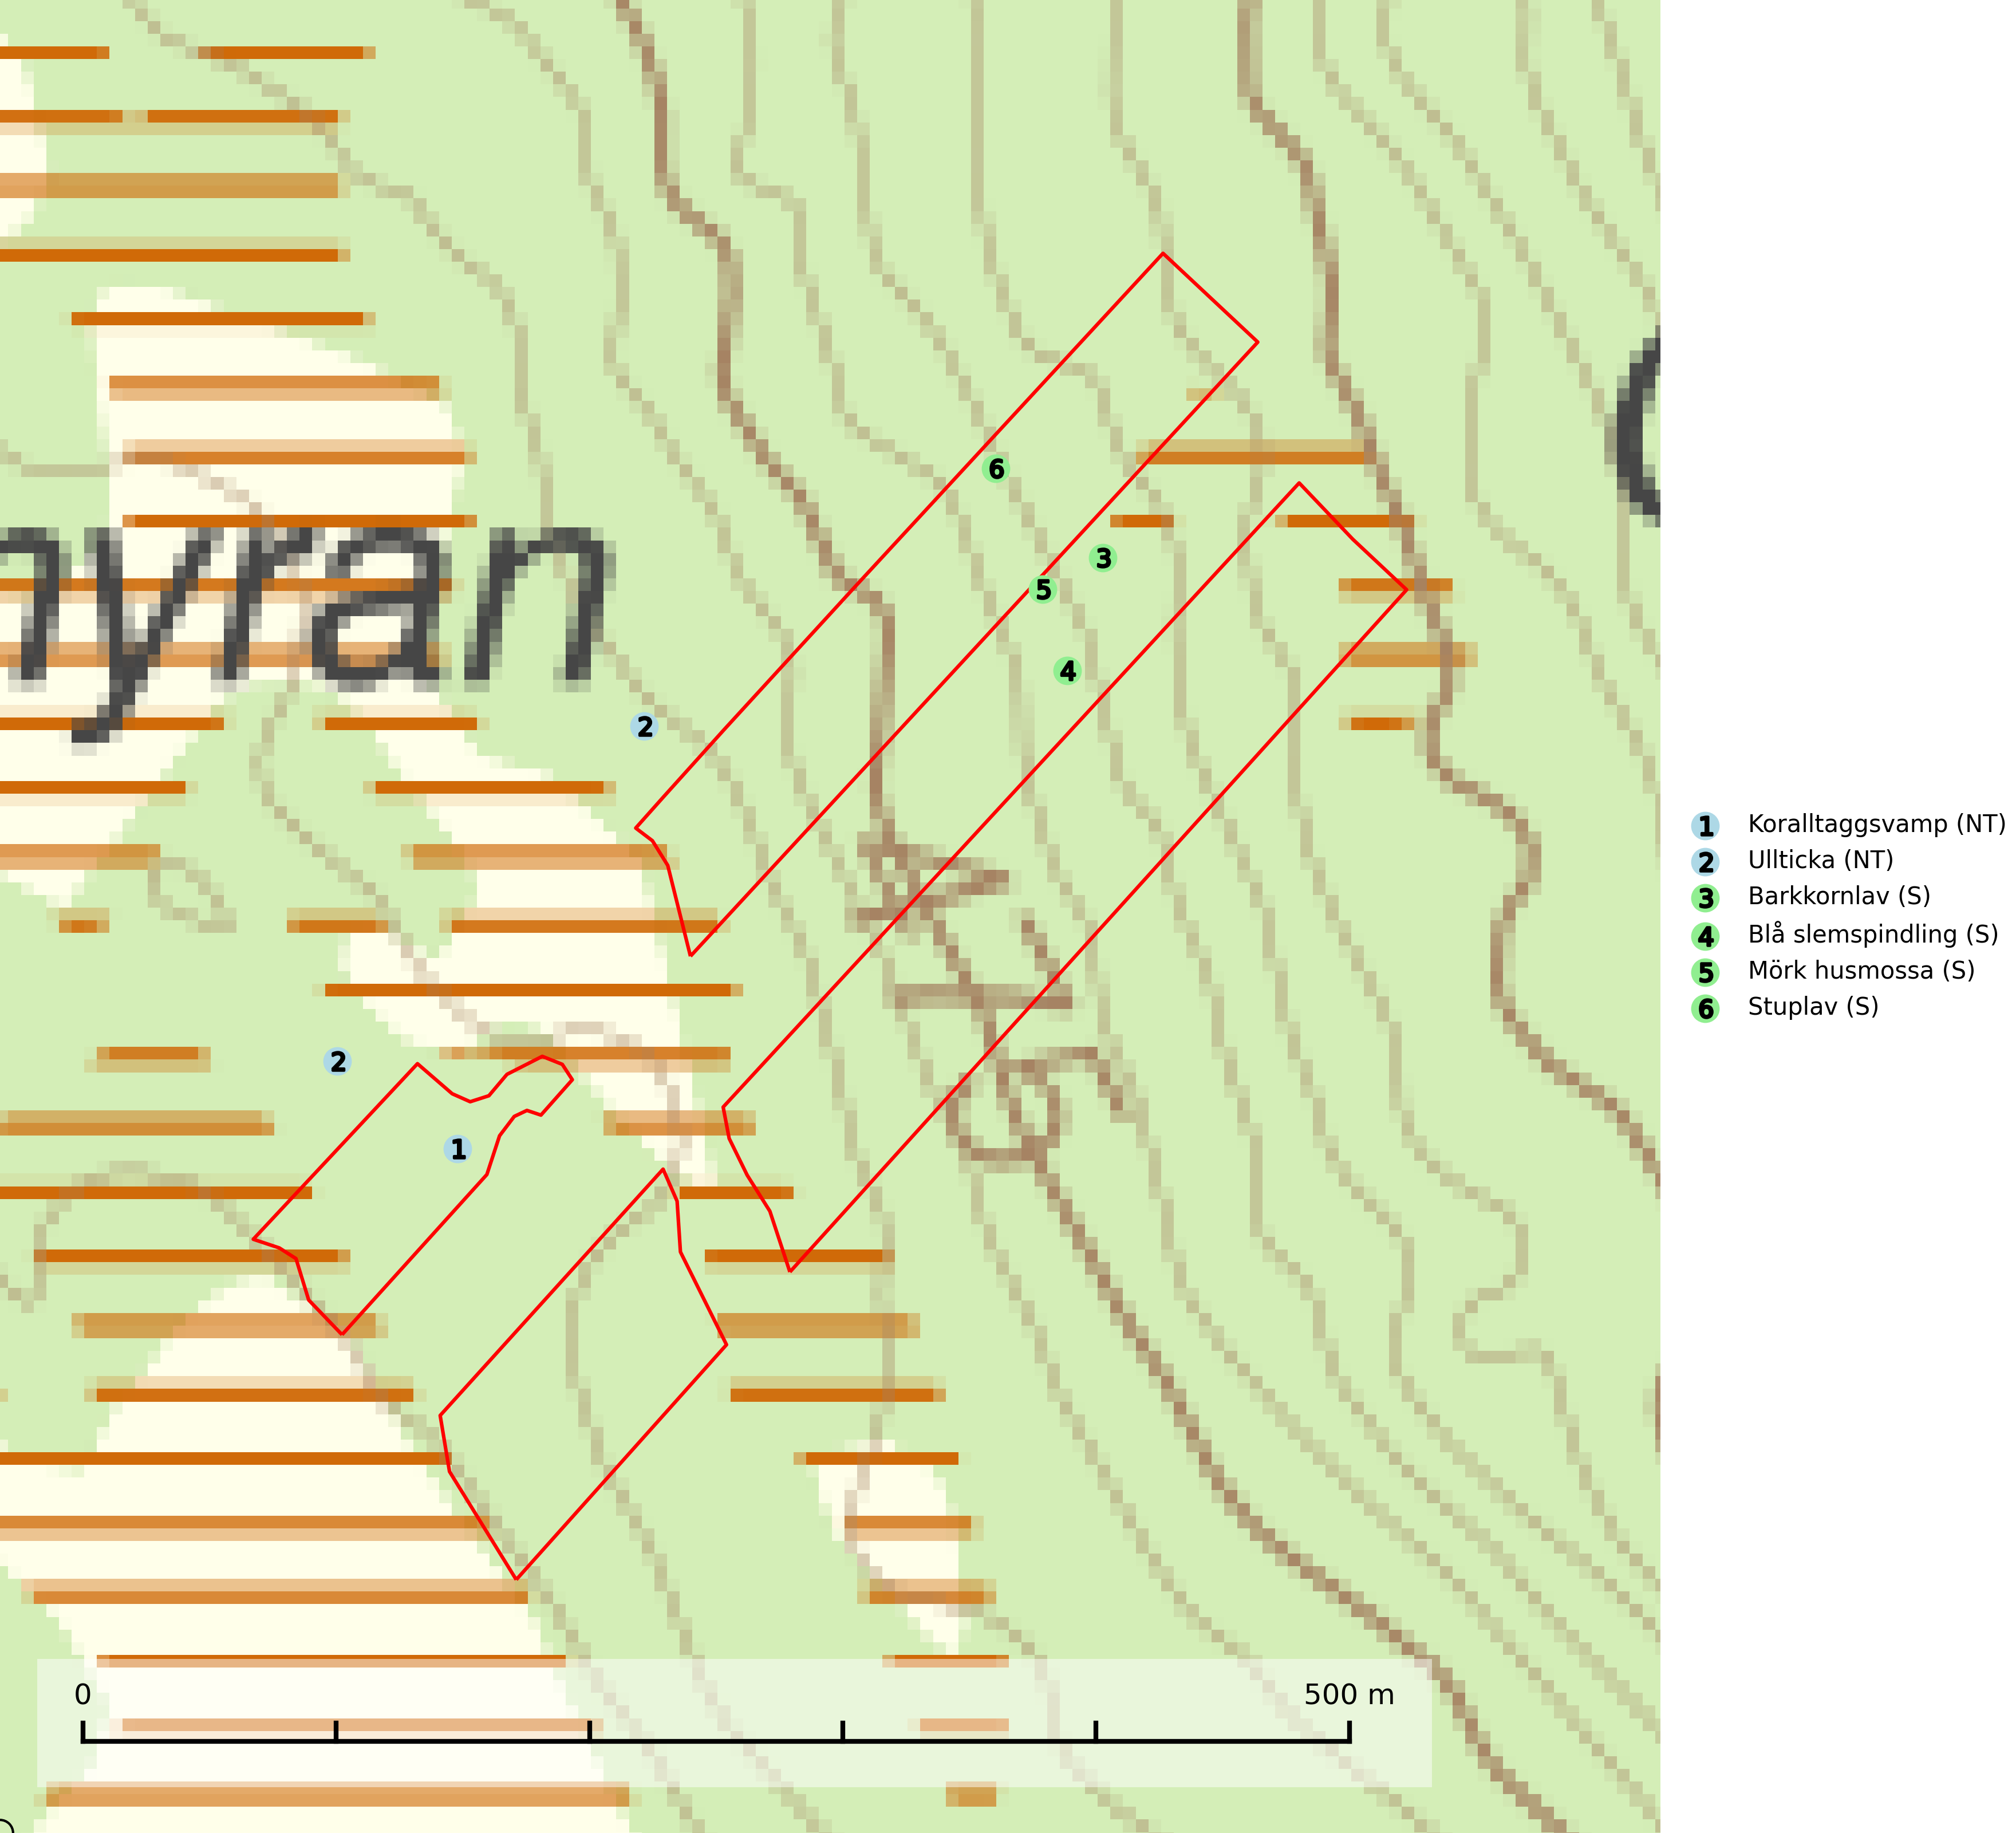 nyran
6
3
5
4
2
2
1
1 Koralltaggsvamp (NT)
2 Ullticka (NT)
3 Barkkornlav (S)
4 Blå slemspindling (S)
5 Mörk husmossa (S)
6 Stuplav (S)
0 500 m